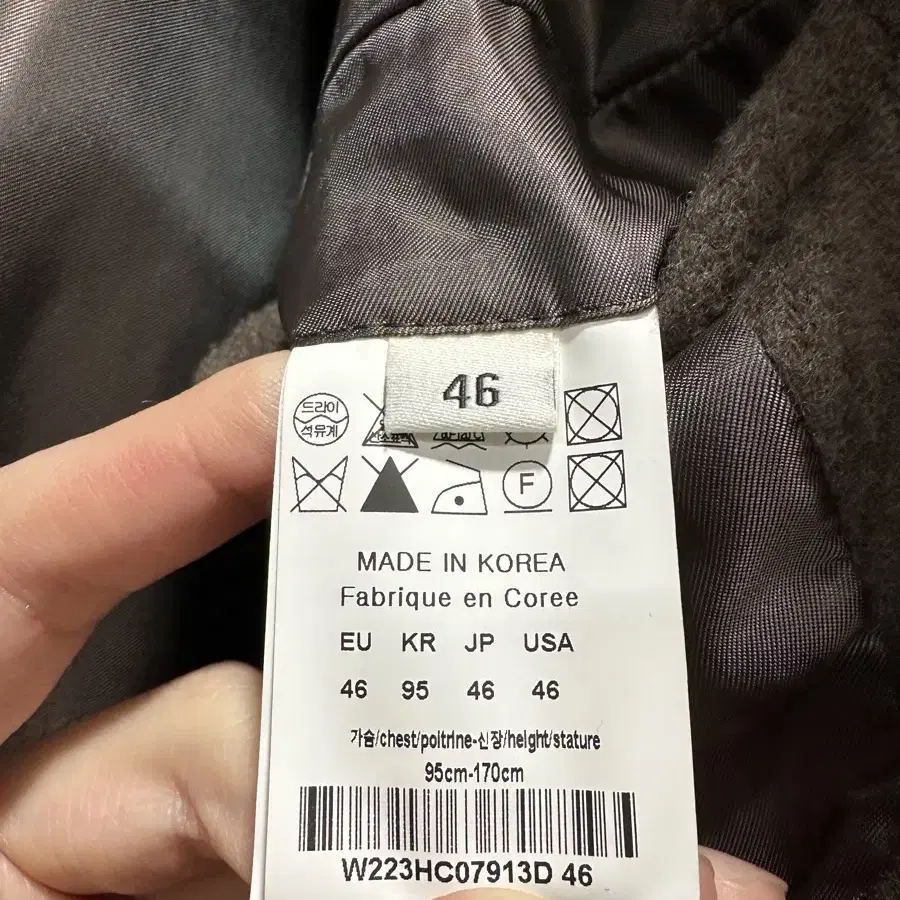 46
드라이
석유계
F
MADE IN KOREA
Fabrique en Coree
EU KR JP USA
46 95 46 46
가슴/chest/poltrine-신장/height/stature
95cm-170cm
W223HC07913D 46